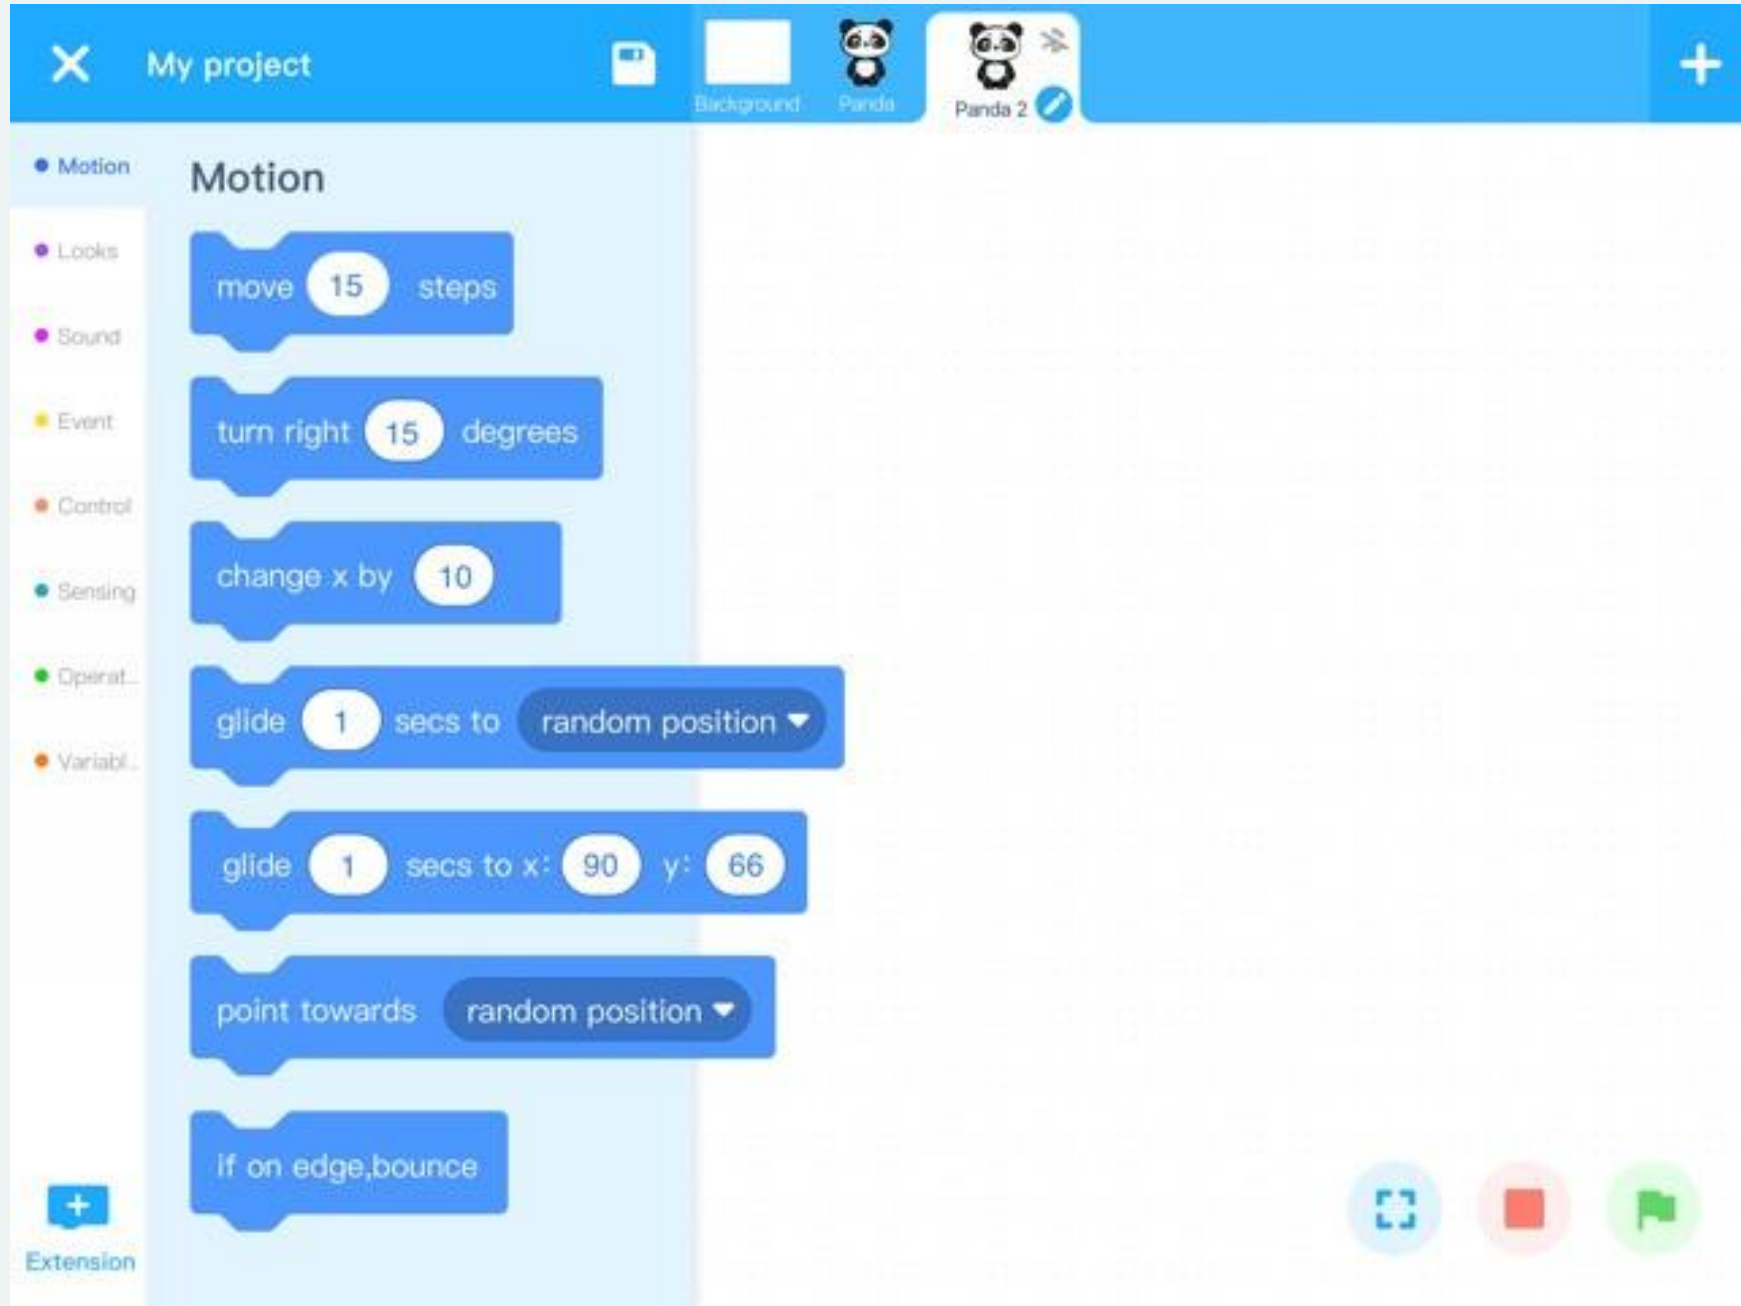 My project
Background
Panda
Panda 2
Motion
Looks
Sound
Event
Control
Sensing
Operat...
Variabl...
Extension
Motion
move 15 steps
turn right 15 degrees
change x by 10
glide 1 secs to random position
glide 1 secs to x: 90 y: 66
point towards random position
if on edge,bounce